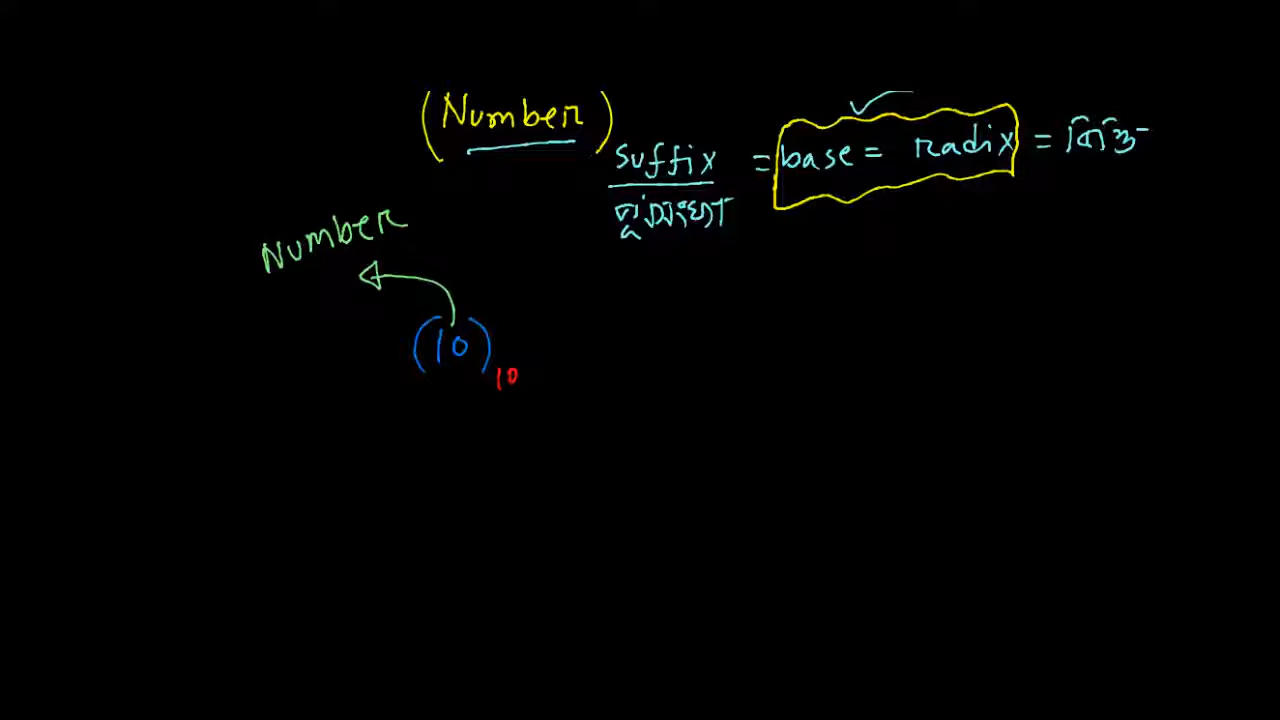 (Number)
suffix = base = radix = ভিত্তি
Number
(10)10